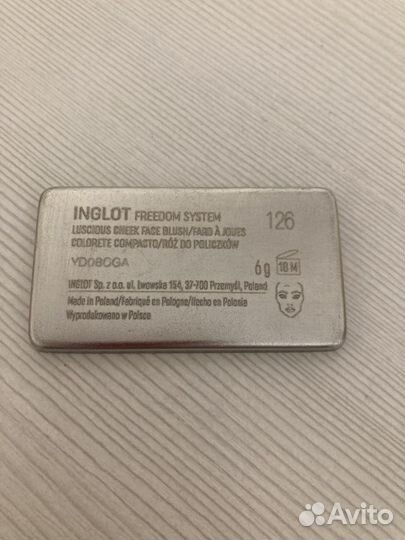 INGLOT FREEDOM SYSTEM 126
LUSCIOUS CHEEK FACE BLUSH/FARD À JOUES
COLORETE COMPACTO/RÓŻ DO POLICZKÓW
YD08CGA
6g 18 M
INGLOT Sp. z o.o. ul. Lwowska 154, 37-700 Przemyśl, Poland
Made in Poland/Fabriqué en Pologne/Hecho en Polonia
Wyprodukowano w Polsce
Avito